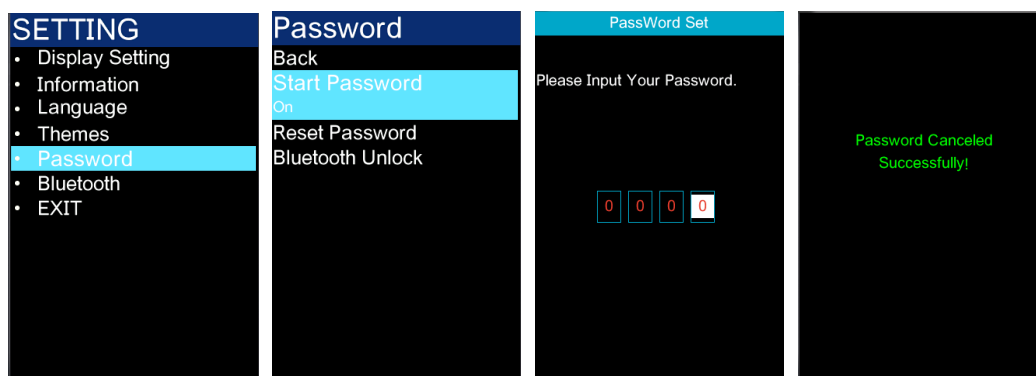 SETTING
• Display Setting
• Information
• Language
• Themes
• Password
• Bluetooth
• EXIT
Password
Back
Start Password
On
Reset Password
Bluetooth Unlock
PassWord Set
Please Input Your Password.
0 0 0 0
Password Canceled
Successfully!